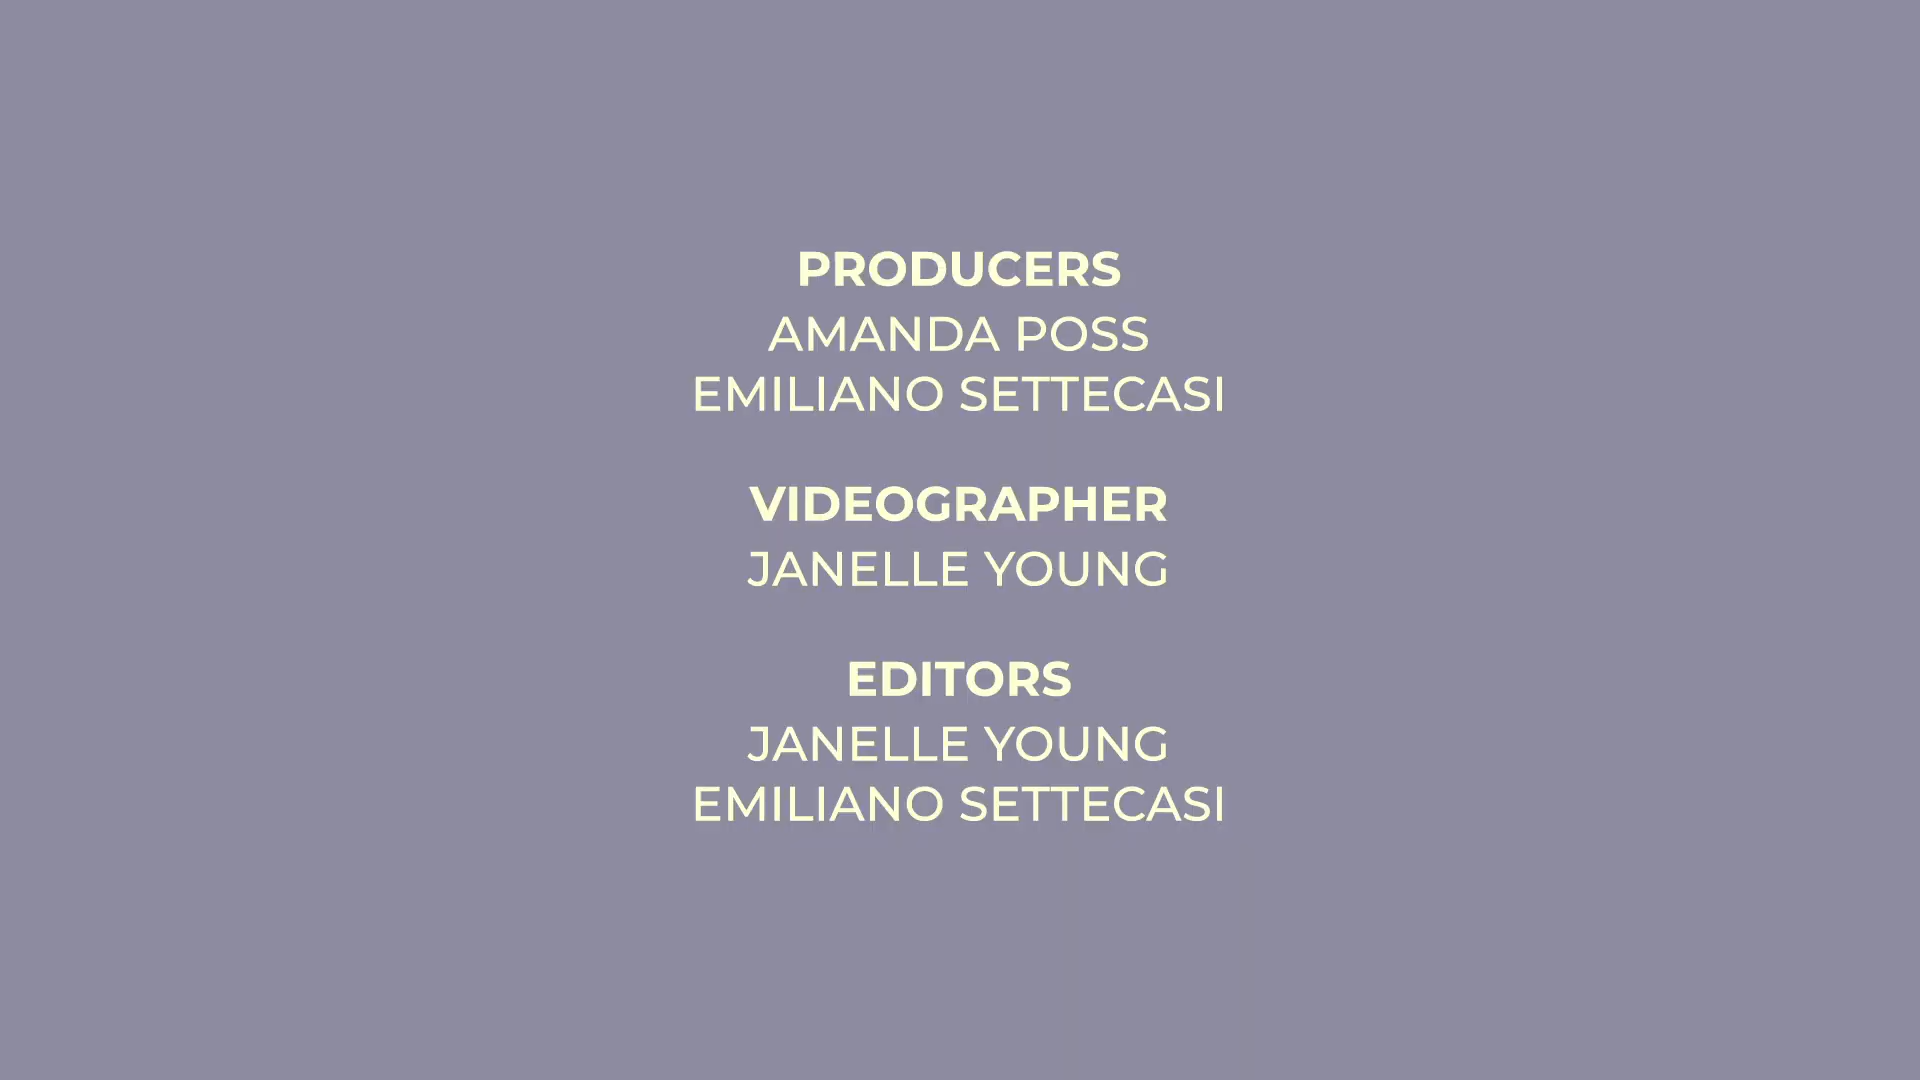 PRODUCERS
AMANDA POSS
EMILIANO SETTECASI
VIDEOGRAPHER
JANELLE YOUNG
EDITORS
JANELLE YOUNG
EMILIANO SETTECASI